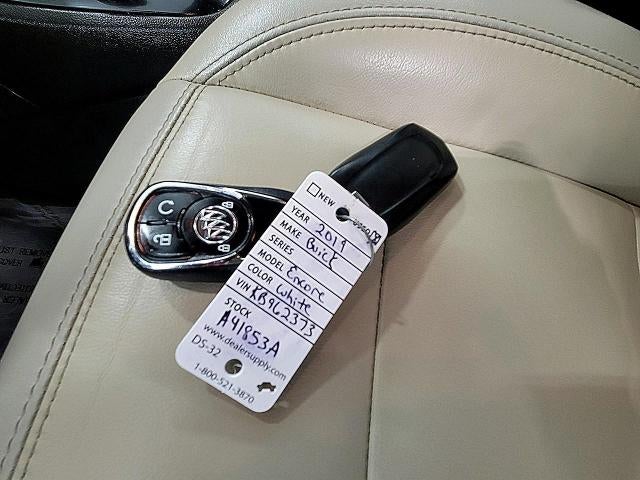 NEW USED
YEAR 2019
MAKE Buick
SERIES
MODEL Encore
COLOR White
VIN KB962373
STOCK
A41853A
www.dealersupply.com
DS-32
1-800-521-3870